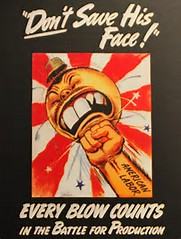 "Don't Save His
Face!"
AMERICAN
LABOR
EVERY BLOW COUNTS
IN THE BATTLE FOR PRODUCTION